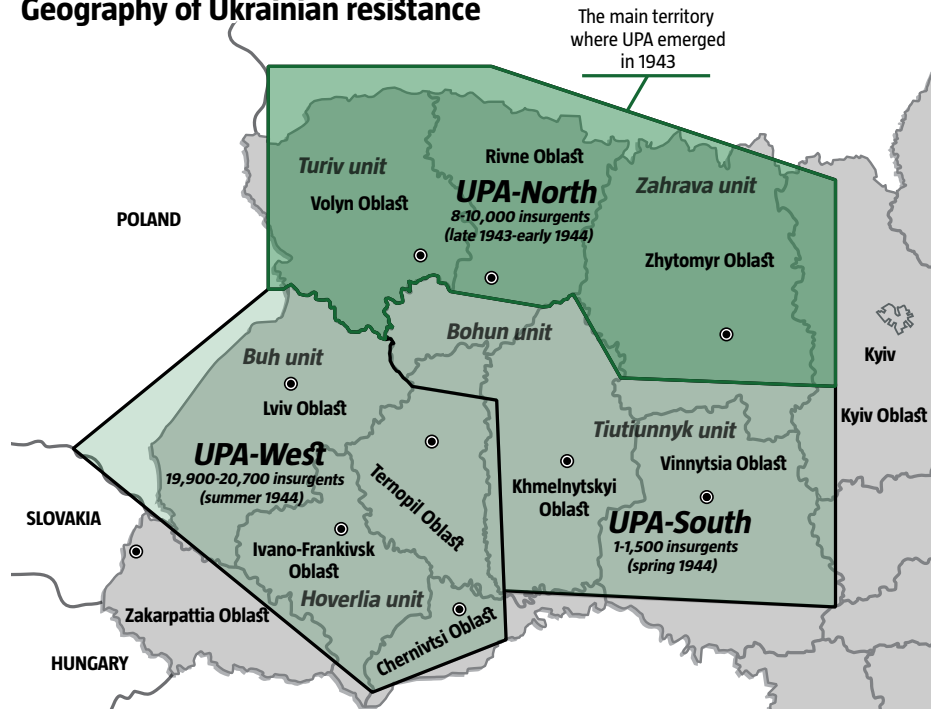 Geography of Ukrainian resistance
The main territory
where UPA emerged
in 1943
Turiv unit
Volyn Oblast
Rivne Oblast
UPA-North
8-10,000 insurgents
(late 1943-early 1944)
Zahrava unit
Zhytomyr Oblast
POLAND
Bohun unit
Kyiv
Buh unit
Lviv Oblast
Kyiv Oblast
Tiutiunnyk unit
UPA-West
19,900-20,700 insurgents
(summer 1944)
Ternopil Oblast
Khmelnytskyi
Oblast
Vinnytsia Oblast
UPA-South
1-1,500 insurgents
(spring 1944)
SLOVAKIA
Ivano-Frankivsk
Oblast
Hoverlia unit
Zakarpattia Oblast
Chernivtsi Oblast
HUNGARY